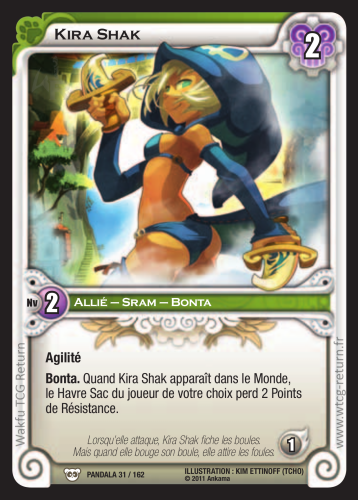 Kira Shak
2
Nv 2 Allié – Sram – Bonta
Agilité
Bonta. Quand Kira Shak apparaît dans le Monde,
le Havre Sac du joueur de votre choix perd 2 Points
de Résistance.
Lorsqu'elle attaque, Kira Shak fiche les boules.
Mais quand elle bouge son boule, elle attire les foules
1
PANDALA 31 / 162
ILLUSTRATION : KIM ETTINOFF (TCHO)
© 2011 Ankama
Wakfu TCG Return
www.wtcg-return.fr